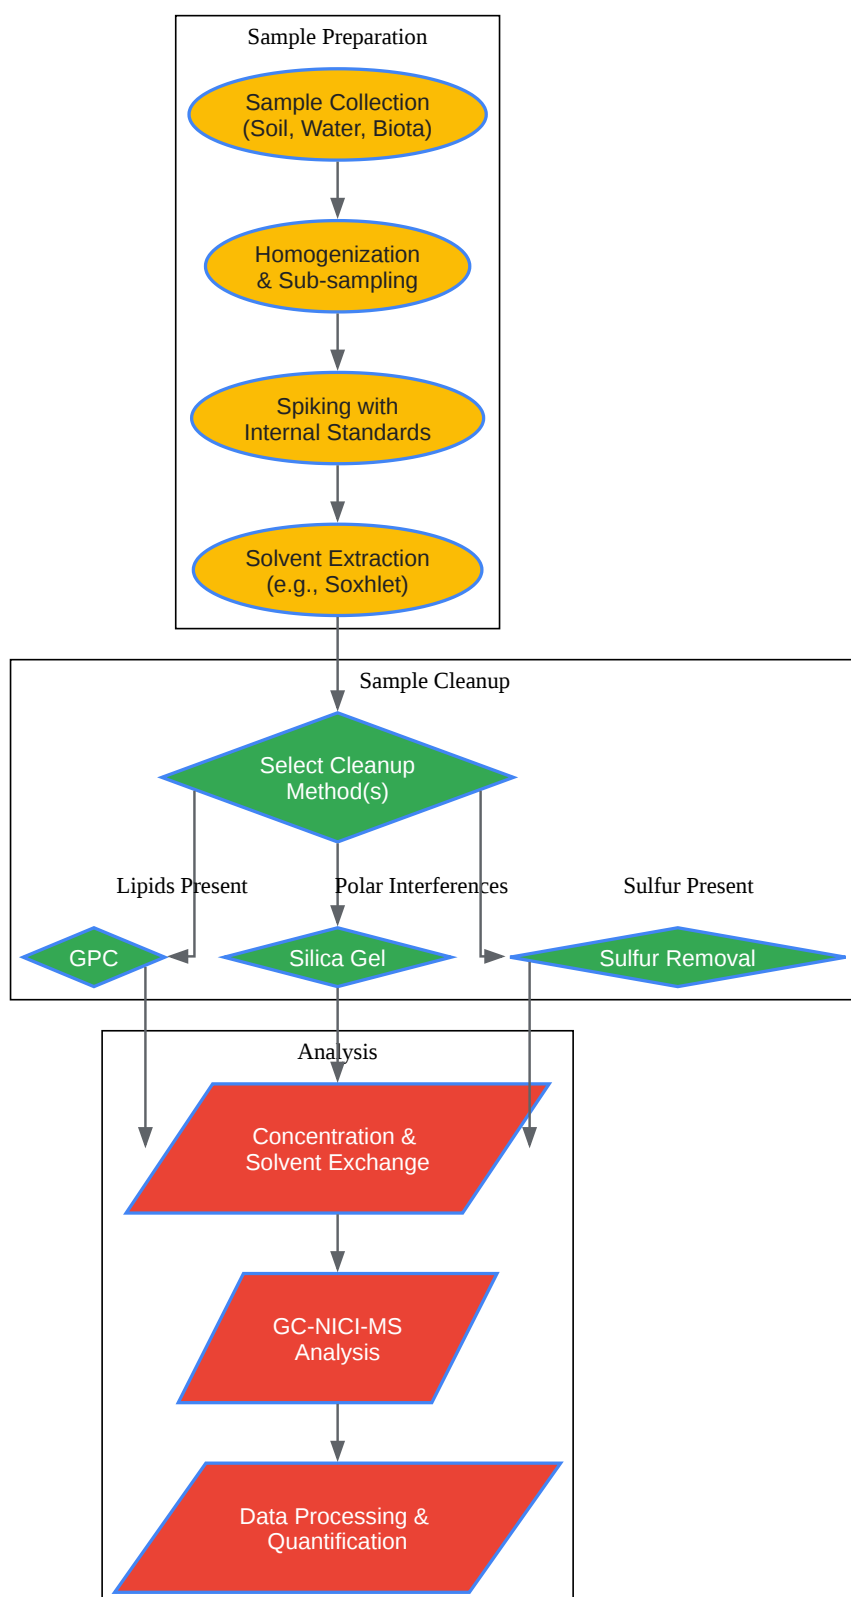 Sample Preparation
Sample Collection
(Soil, Water, Biota)
Homogenization
& Sub-sampling
Spiking with
Internal Standards
Solvent Extraction
(e.g., Soxhlet)
Sample Cleanup
Select Cleanup
Method(s)
Lipids Present
Polar Interferences
Sulfur Present
GPC
Silica Gel
Sulfur Removal
Analysis
Concentration &
Solvent Exchange
GC-NICI-MS
Analysis
Data Processing &
Quantification